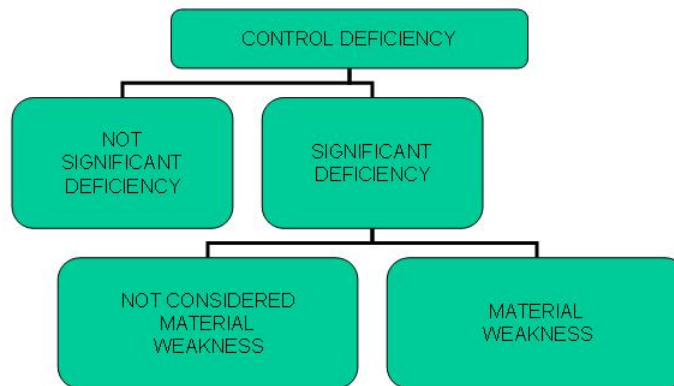 CONTROL DEFICIENCY
NOT
SIGNIFICANT
DEFICIENCY
SIGNIFICANT
DEFICIENCY
NOT CONSIDERED
MATERIAL
WEAKNESS
MATERIAL
WEAKNESS